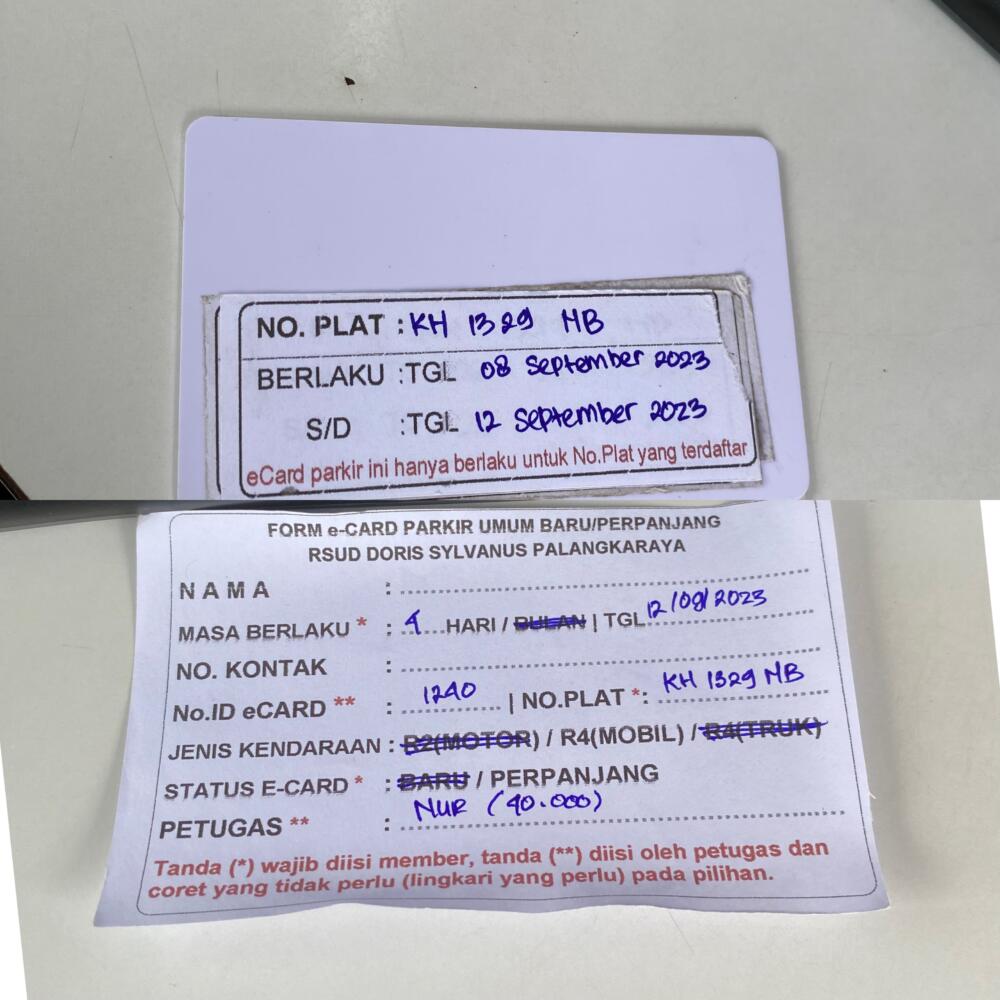 NO. PLAT : KH 1329 MB
BERLAKU : TGL 08 September 2023
S/D : TGL 12 September 2023
eCard parkir ini hanya berlaku untuk No.Plat yang terdaftar
FORM e-CARD PARKIR UMUM BARU/PERPANJANG
RSUD DORIS SYLVANUS PALANGKARAYA
NAMA :
MASA BERLAKU * : 4 HARI / BULAN | TGL 12/09/2023
NO. KONTAK :
No.ID eCARD ** : 1240 | NO.PLAT *: KH 1329 MB
JENIS KENDARAAN : R2(MOTOR) / R4(MOBIL) / R4(TRUK)
STATUS E-CARD * : BARU / PERPANJANG
PETUGAS ** : NUR (40.000)
Tanda (*) wajib diisi member, tanda (**) diisi oleh petugas dan
coret yang tidak perlu (lingkari yang perlu) pada pilihan.